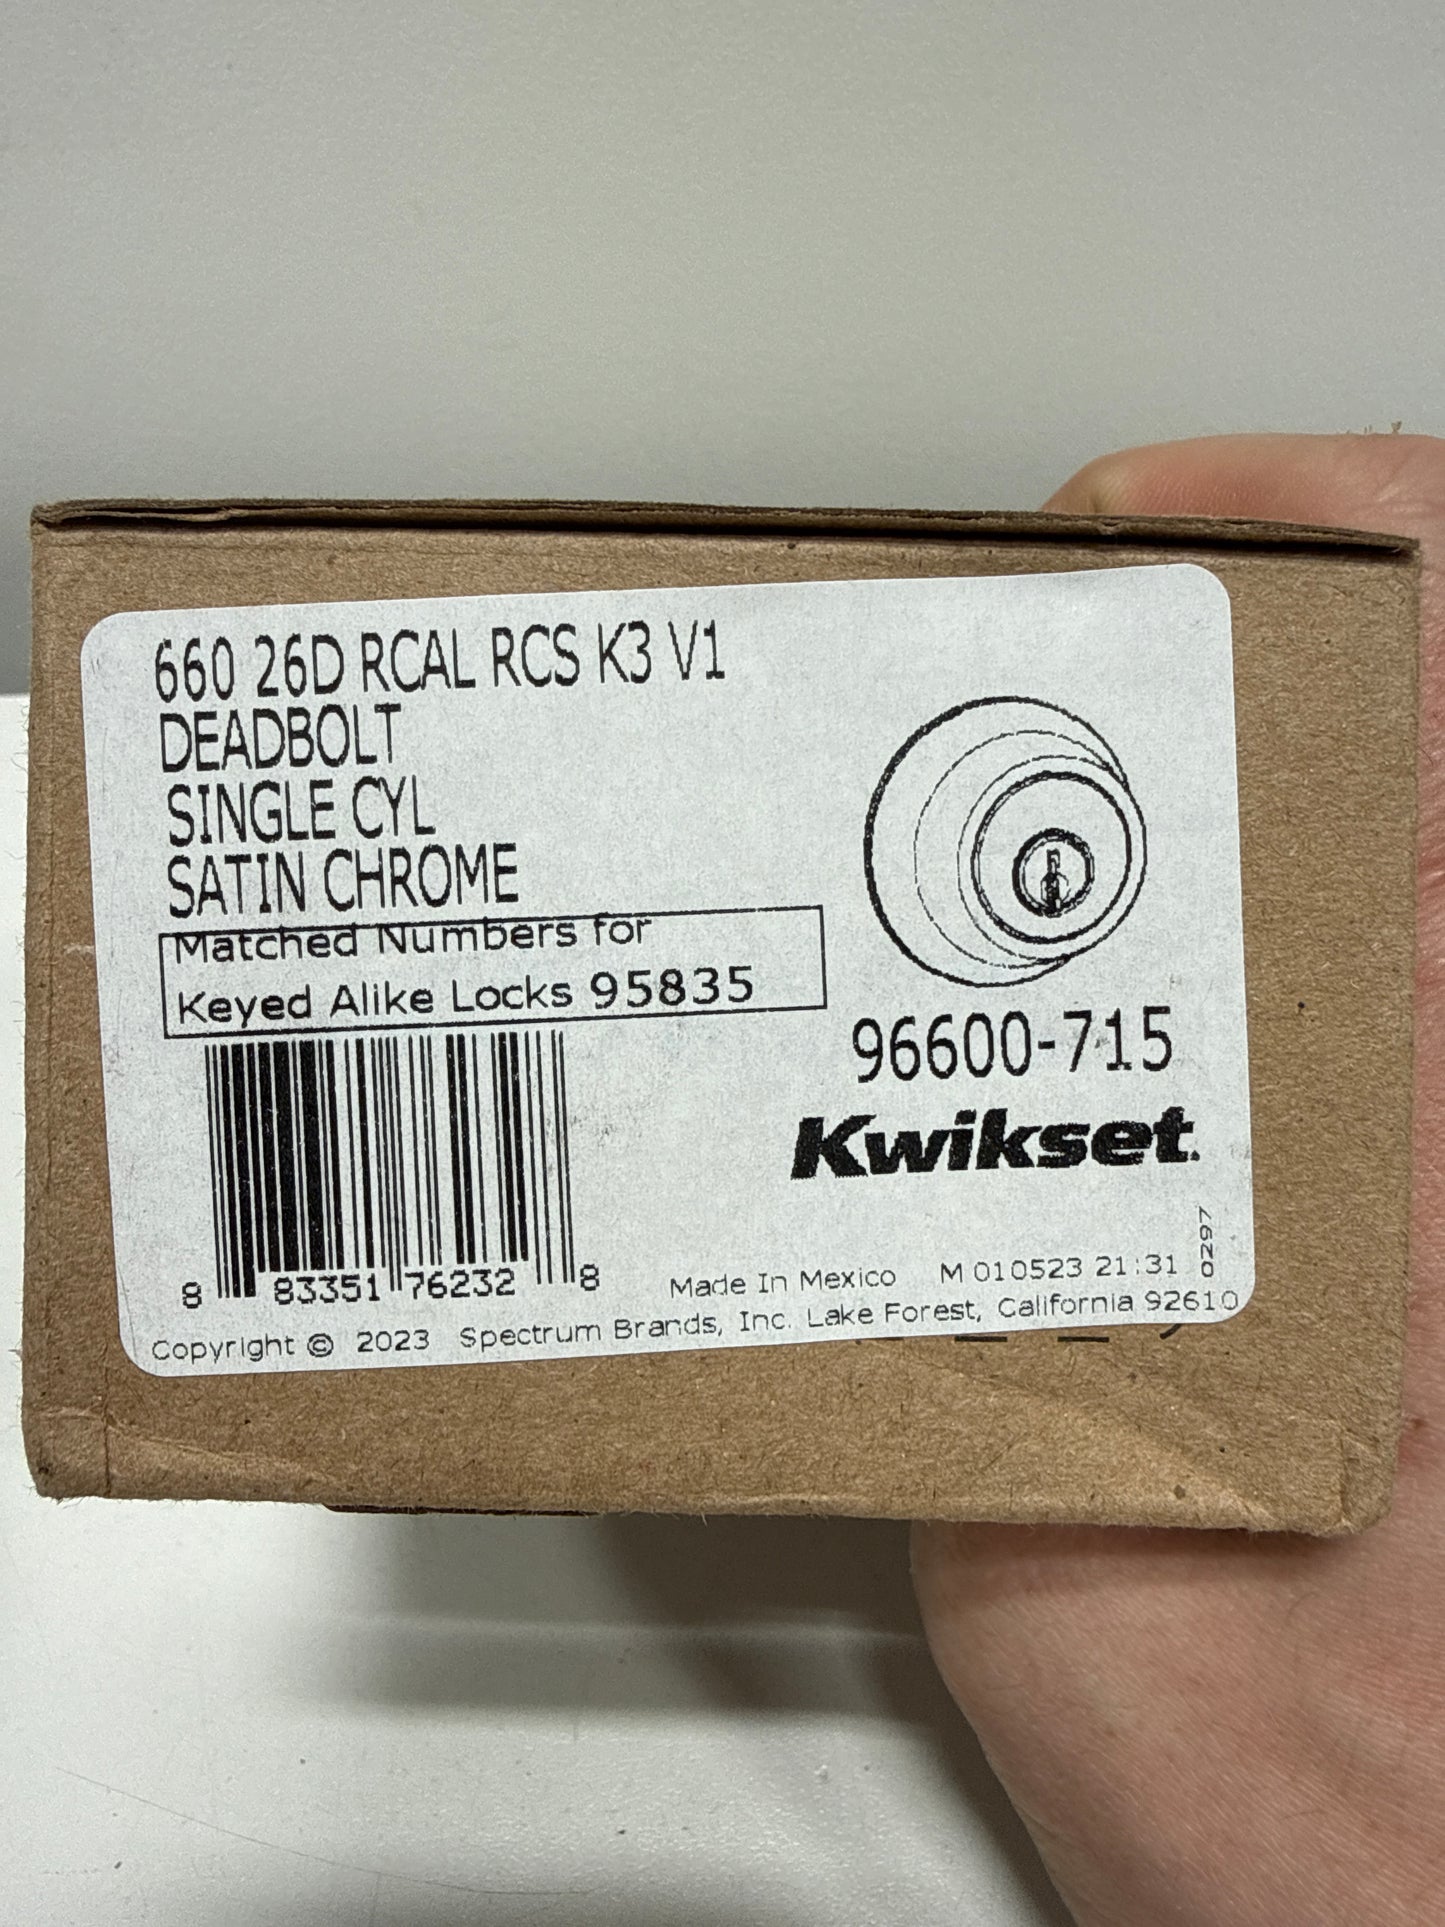 660 26D RCAL RCS K3 V1
DEADBOLT
SINGLE CYL
SATIN CHROME
Matched Numbers for
Keyed Alike Locks 95835
96600-715
Kwikset.
8 83351 76232 8
Made In Mexico M 010523 21:31
0297
Copyright © 2023 Spectrum Brands, Inc. Lake Forest, California 92610